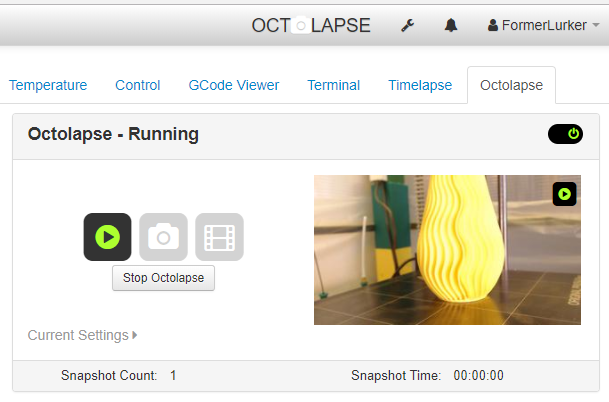 OCTOLAPSE FormerLurker
Temperature Control GCode Viewer Terminal Timelapse Octolapse
Octolapse - Running
Stop Octolapse
Current Settings
Snapshot Count: 1 Snapshot Time: 00:00:00